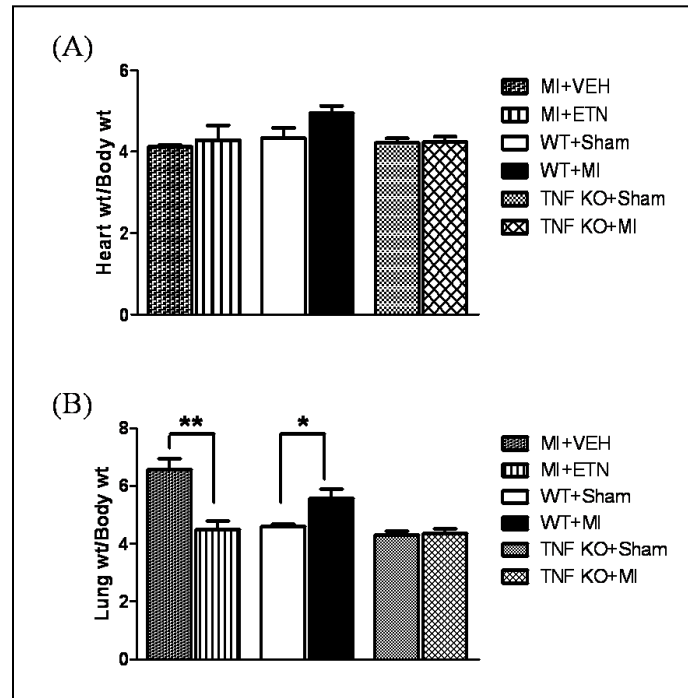 (A)
Heart wt/Body wt
6
4
2
0
MI+VEH
MI+ETN
WT+Sham
WT+MI
TNF KO+Sham
TNF KO+MI
(B)
Lung wt/Body wt
8
6
4
2
0
**
*
MI+VEH
MI+ETN
WT+Sham
WT+MI
TNF KO+Sham
TNF KO+MI